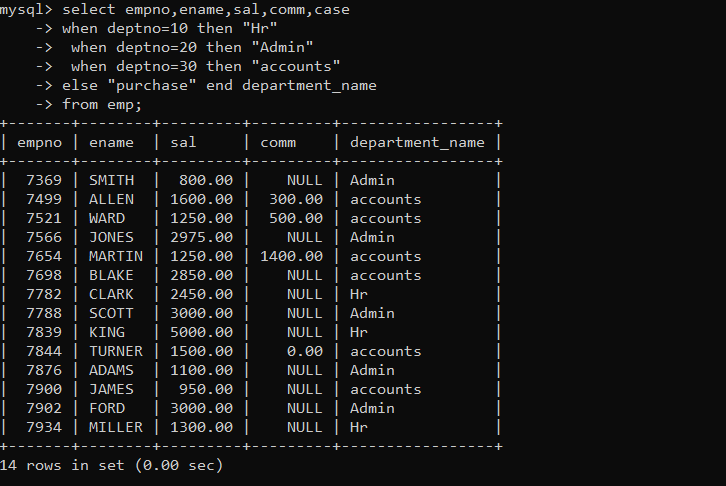 mysql> select empno,ename,sal,comm,case
    -> when deptno=10 then "Hr"
    ->  when deptno=20 then "Admin"
    ->  when deptno=30 then "accounts"
    -> else "purchase" end department_name
    -> from emp;
+-------+--------+---------+---------+-----------------+
| empno | ename  | sal     | comm    | department_name |
+-------+--------+---------+---------+-----------------+
|  7369 | SMITH  |  800.00 |    NULL | Admin           |
|  7499 | ALLEN  | 1600.00 |  300.00 | accounts        |
|  7521 | WARD   | 1250.00 |  500.00 | accounts        |
|  7566 | JONES  | 2975.00 |    NULL | Admin           |
|  7654 | MARTIN | 1250.00 | 1400.00 | accounts        |
|  7698 | BLAKE  | 2850.00 |    NULL | accounts        |
|  7782 | CLARK  | 2450.00 |    NULL | Hr              |
|  7788 | SCOTT  | 3000.00 |    NULL | Admin           |
|  7839 | KING   | 5000.00 |    NULL | Hr              |
|  7844 | TURNER | 1500.00 |    0.00 | accounts        |
|  7876 | ADAMS  | 1100.00 |    NULL | Admin           |
|  7900 | JAMES  |  950.00 |    NULL | accounts        |
|  7902 | FORD   | 3000.00 |    NULL | Admin           |
|  7934 | MILLER | 1300.00 |    NULL | Hr              |
+-------+--------+---------+---------+-----------------+
14 rows in set (0.00 sec)